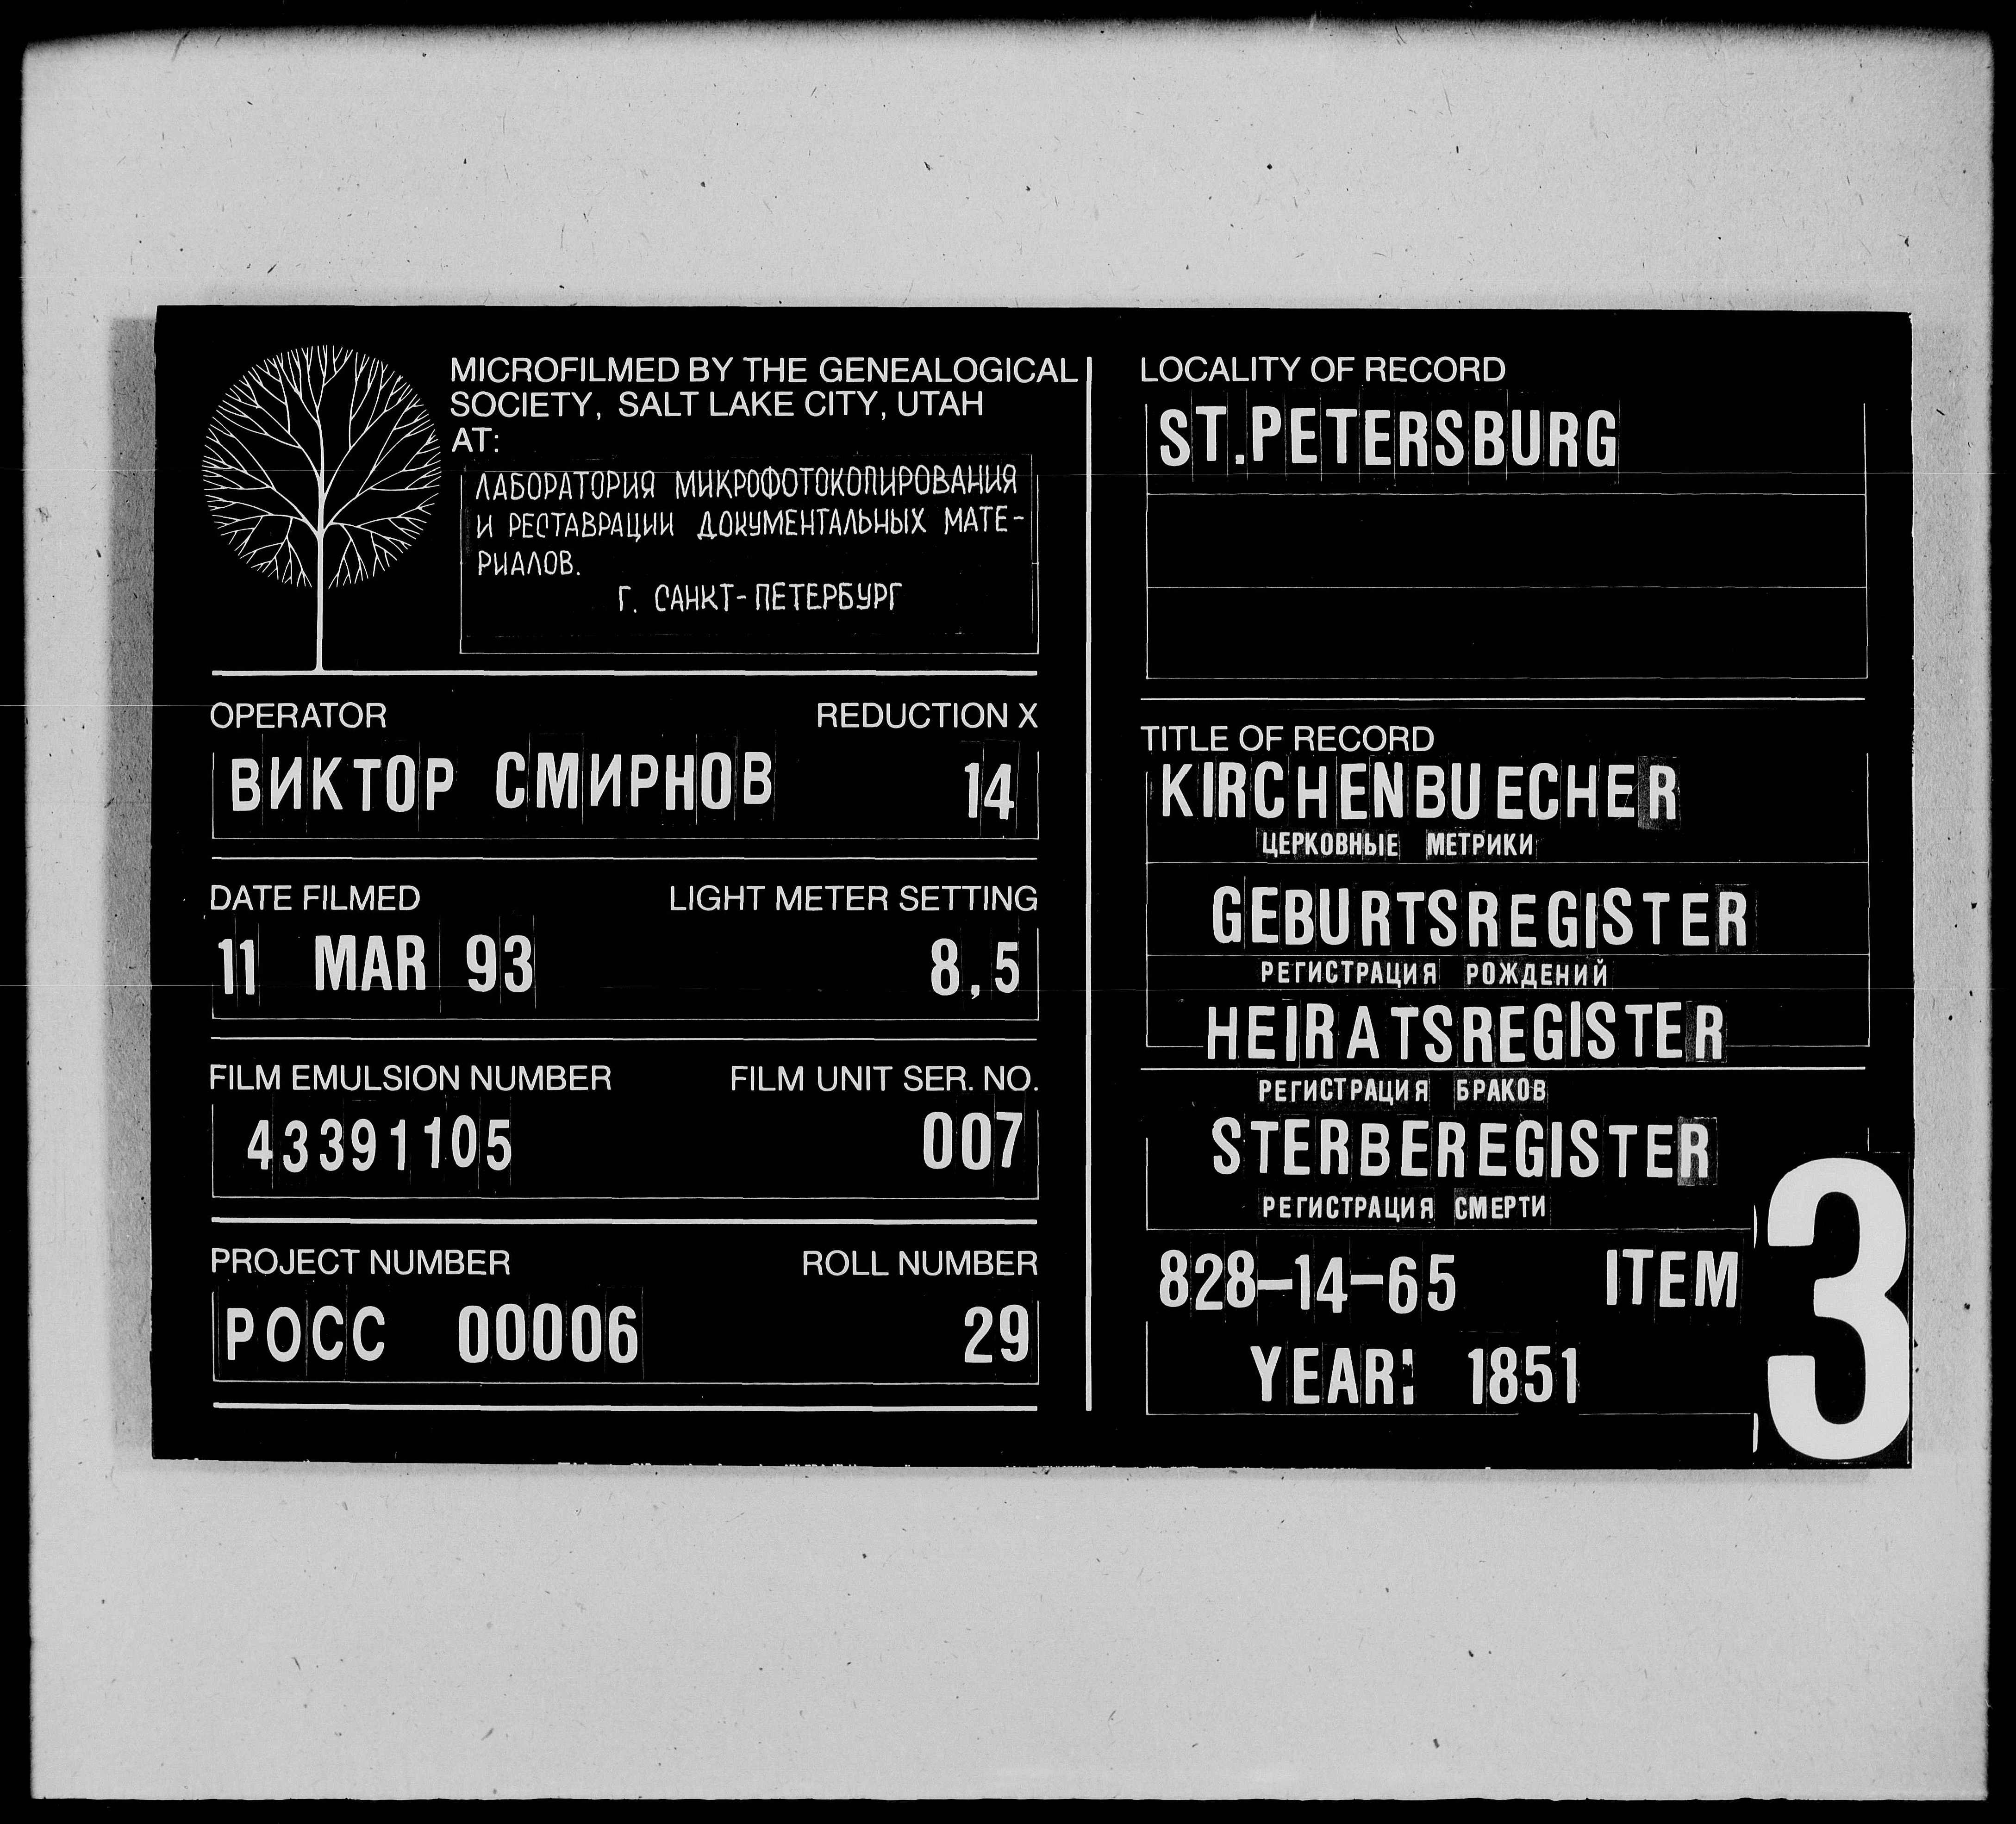 MICROFILMED BY THE GENEALOGICAL
SOCIETY, SALT LAKE CITY, UTAH
AT:
ЛАБОРАТОРИЯ МИКРОФОТОКОПИРОВАНИЯ
И РЕСТАВРАЦИИ ДОКУМЕНТАЛЬНЫХ МАТЕ-
РИАЛОВ.
Г. САНКТ-ПЕТЕРБУРГ
OPERATOR REDUCTION X
ВИКТОР СМИРНОВ 14
DATE FILMED LIGHT METER SETTING
11 MAR 93 8,5
FILM EMULSION NUMBER FILM UNIT SER. NO.
43391105 007
PROJECT NUMBER ROLL NUMBER
РОСС 00006 29
LOCALITY OF RECORD
ST.PETERSBURG
TITLE OF RECORD
KIRCHENBUECHER
ЦЕРКОВНЫЕ МЕТРИКИ
GEBURTSREGISTER
РЕГИСТРАЦИЯ РОЖДЕНИЙ
HEIRATSREGISTER
РЕГИСТРАЦИЯ БРАКОВ
STERBEREGISTER
РЕГИСТРАЦИЯ СМЕРТИ
828-14-65 ITEM 3
YEAR: 1851